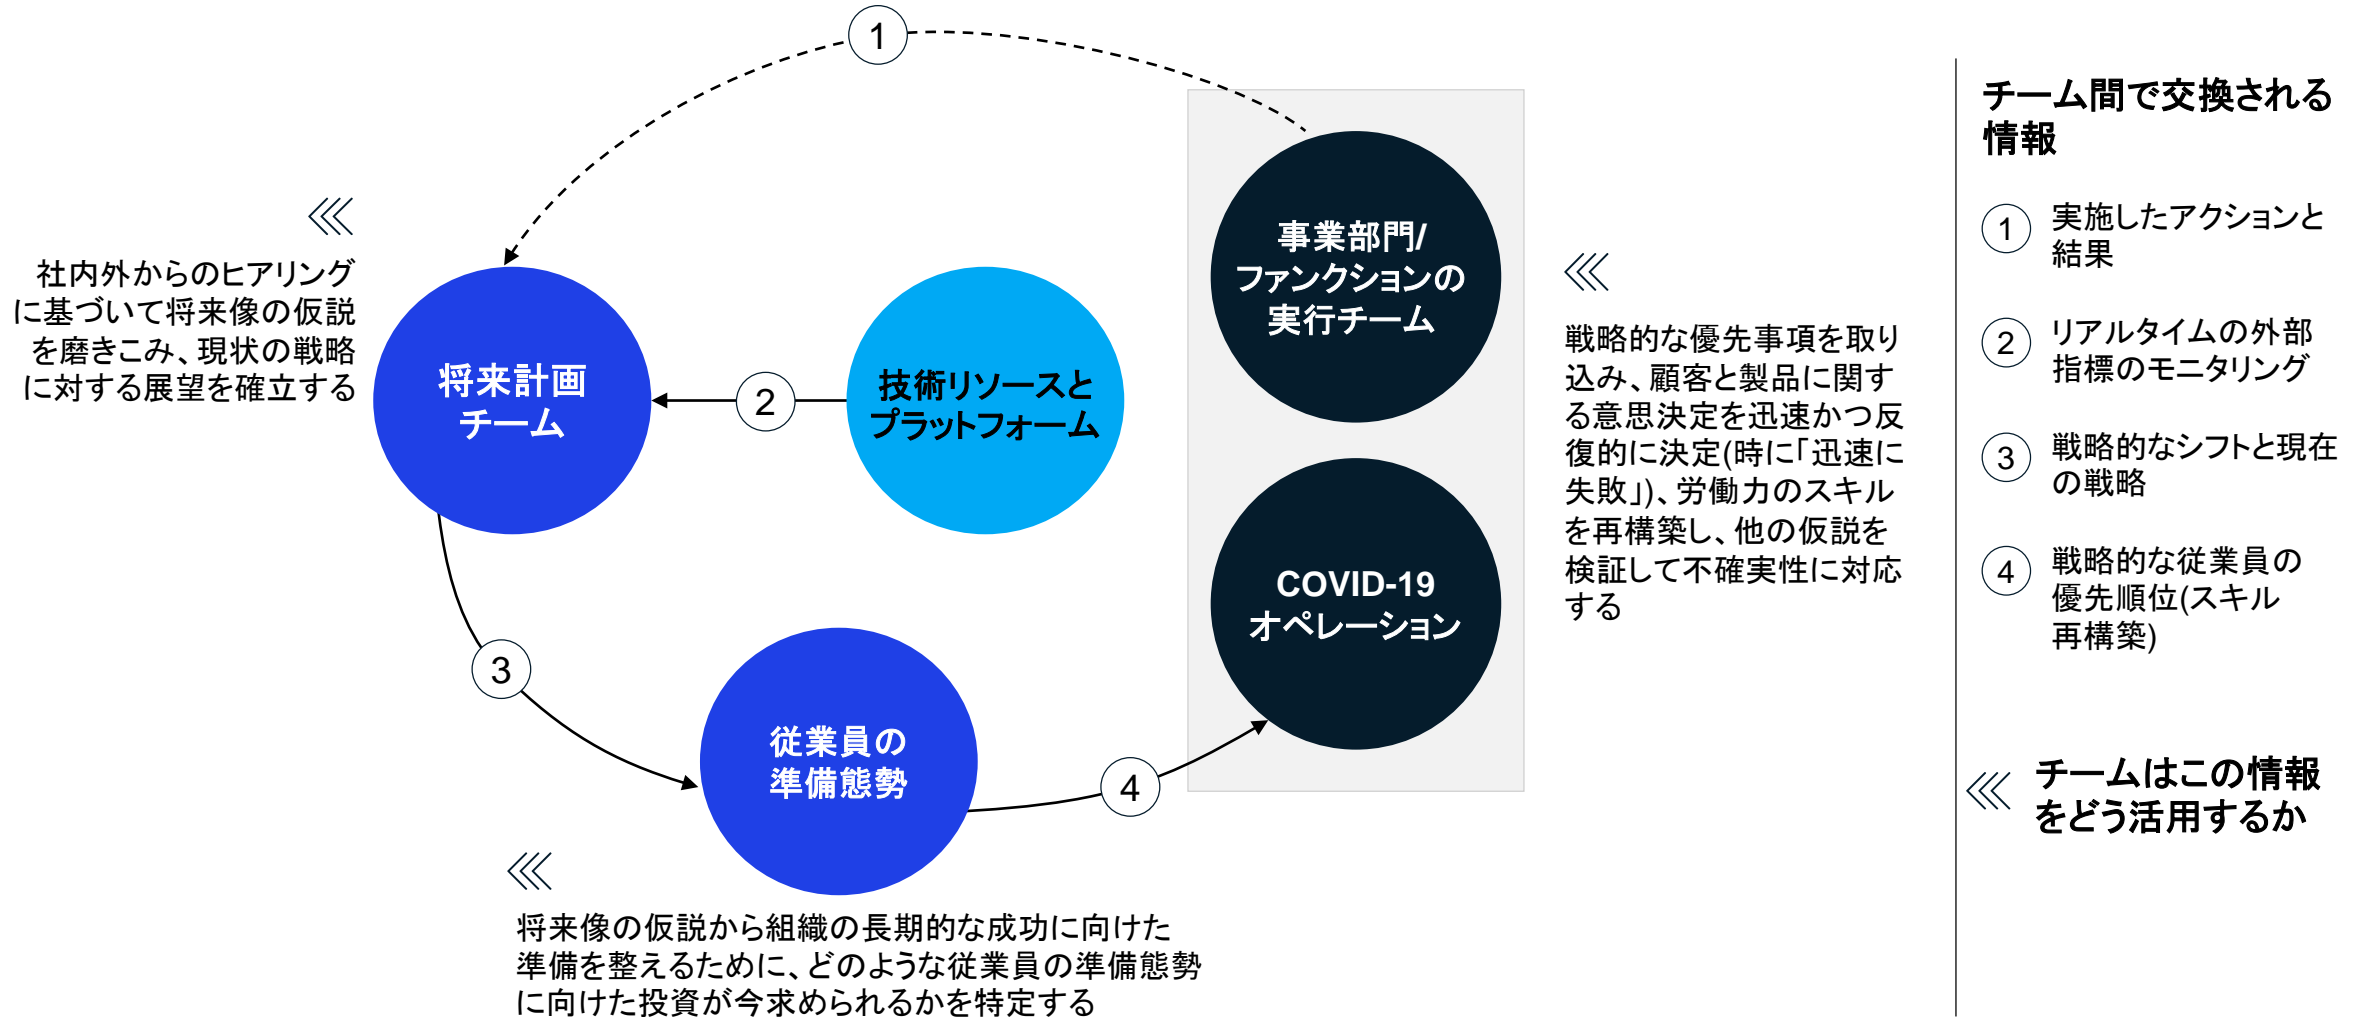 1
社内外からのヒアリング
に基づいて将来像の仮説
を磨きこみ、現状の戦略
に対する展望を確立する
将来計画
チーム
2
技術リソースと
プラットフォーム
事業部門/
ファンクションの
実行チーム
COVID-19
オペレーション
3
従業員の
準備態勢
4
将来像の仮説から組織の長期的な成功に向けた
準備を整えるために、どのような従業員の準備態勢
に向けた投資が今求められるかを特定する
戦略的な優先事項を取り
込み、顧客と製品に関す
る意思決定を迅速かつ反
復的に決定(時に「迅速に
失敗」)、労働力のスキル
を再構築し、他の仮説を
検証して不確実性に対応
する
チーム間で交換される
情報
1 実施したアクションと
結果
2 リアルタイムの外部
指標のモニタリング
3 戦略的なシフトと現在
の戦略
4 戦略的な従業員の
優先順位(スキル
再構築)
チームはこの情報
をどう活用するか